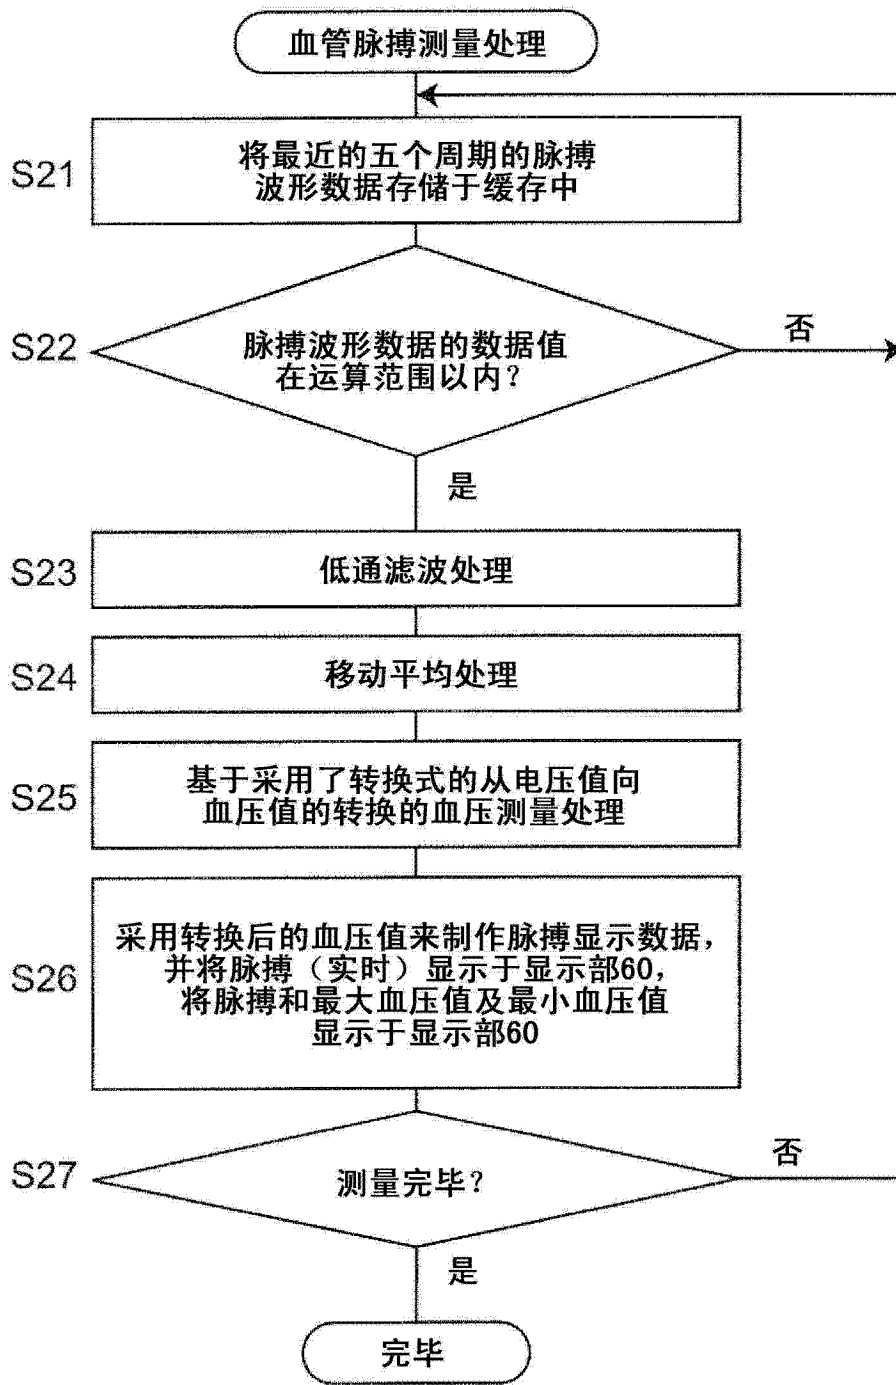 血管脉搏测量处理
S21
将最近的五个周期的脉搏
波形数据存储于缓存中
S22
脉搏波形数据的数据值
在运算范围以内？
否
是
S23
低通滤波处理
S24
移动平均处理
S25
基于采用了转换式的从电压值向
血压值的转换的血压测量处理
S26
采用转换后的血压值来制作脉搏显示数据，
并将脉搏（实时）显示于显示部60，
将脉搏和最大血压值及最小血压值
显示于显示部60
S27
测量完毕？
否
是
完毕